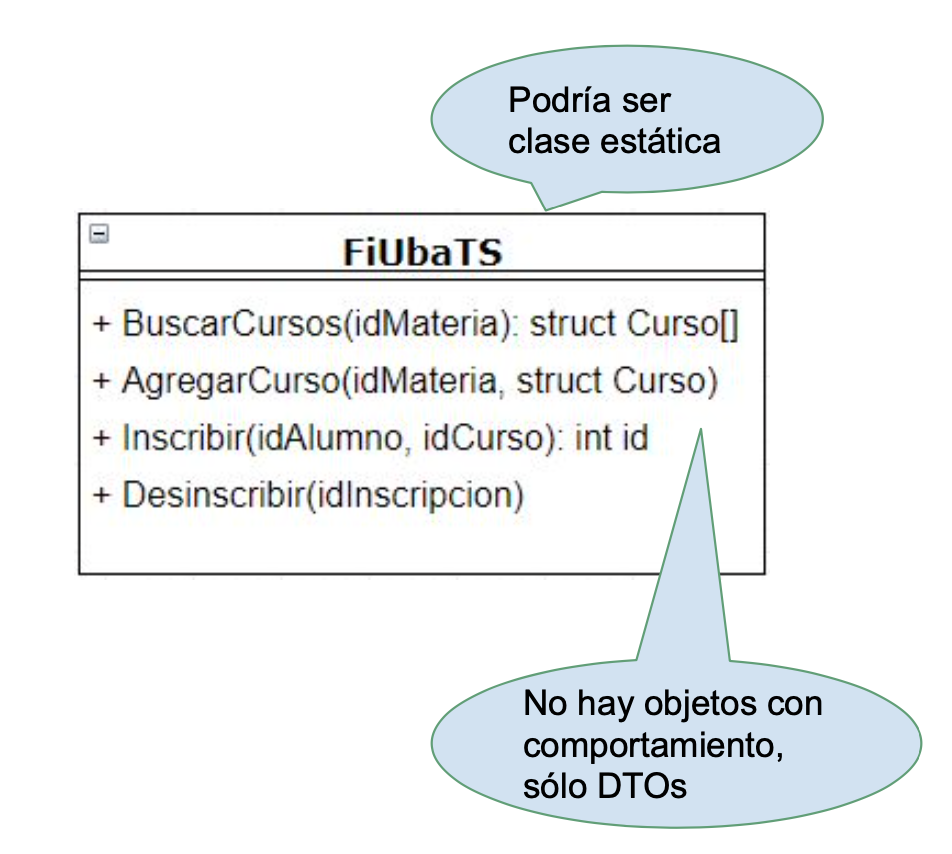 Podría ser
clase estática
FiUbaTS
+ BuscarCursos(idMateria): struct Curso[]
+ AgregarCurso(idMateria, struct Curso)
+ Inscribir(idAlumno, idCurso): int id
+ Desinscribir(idInscripcion)
No hay objetos con
comportamiento,
sólo DTOs